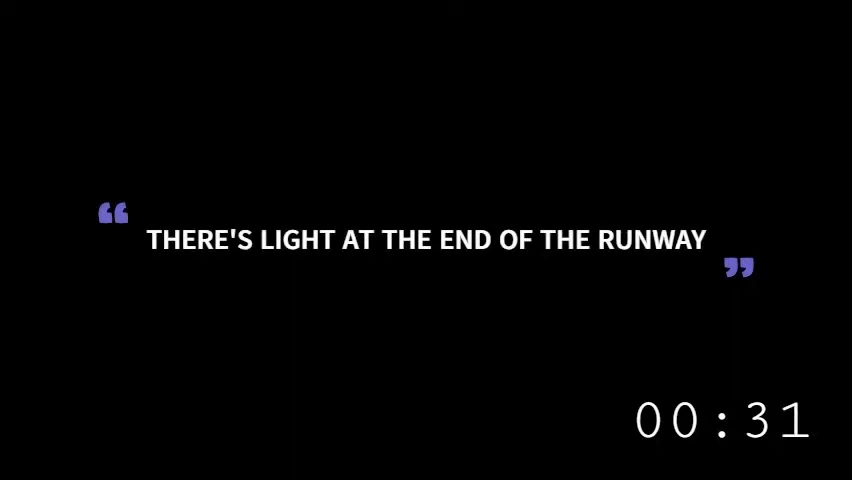 “THERE'S LIGHT AT THE END OF THE RUNWAY”
00:31